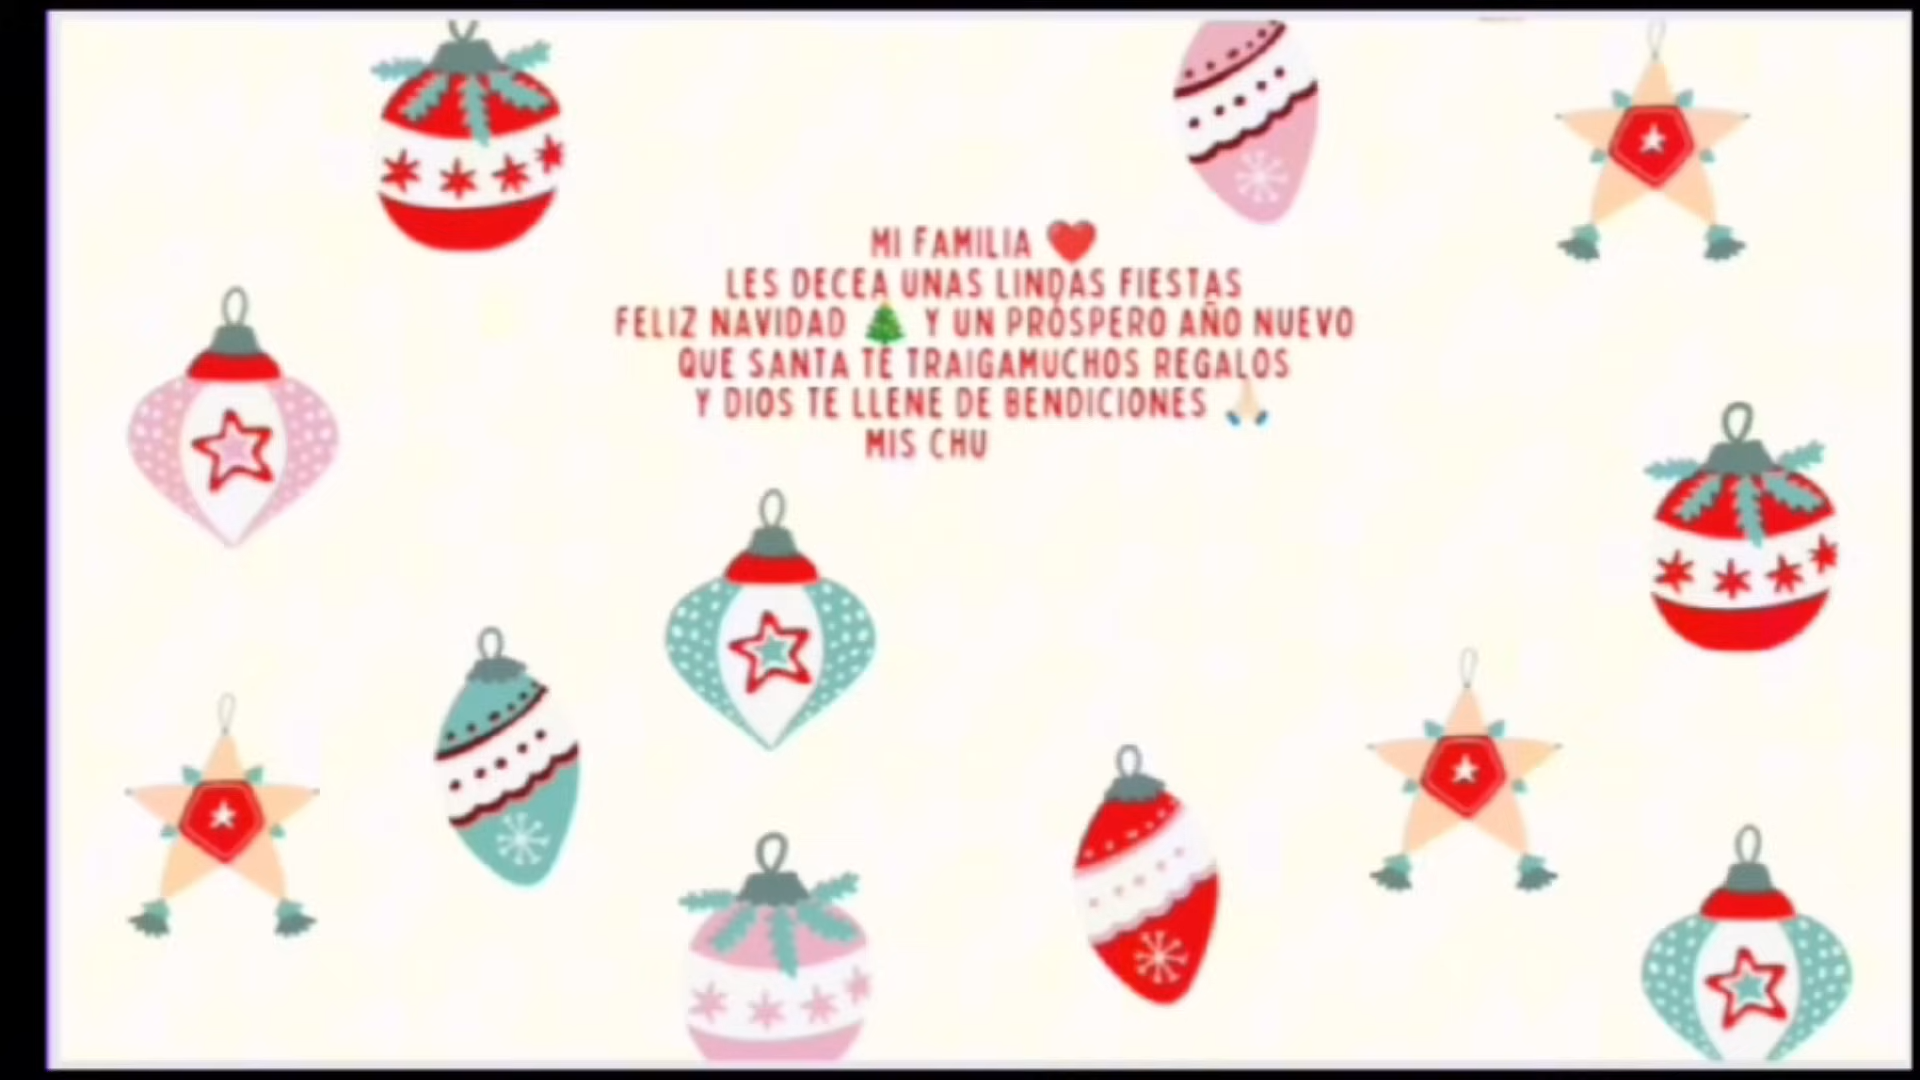 MI FAMILIA ❤️
LES DECEA UNAS LINDAS FIESTAS
FELIZ NAVIDAD 🎄 Y UN PRÓSPERO AÑO NUEVO
QUE SANTA TE TRAIGAMUCHOS REGALOS
Y DIOS TE LLENE DE BENDICIONES 🙏🏻
MIS CHU